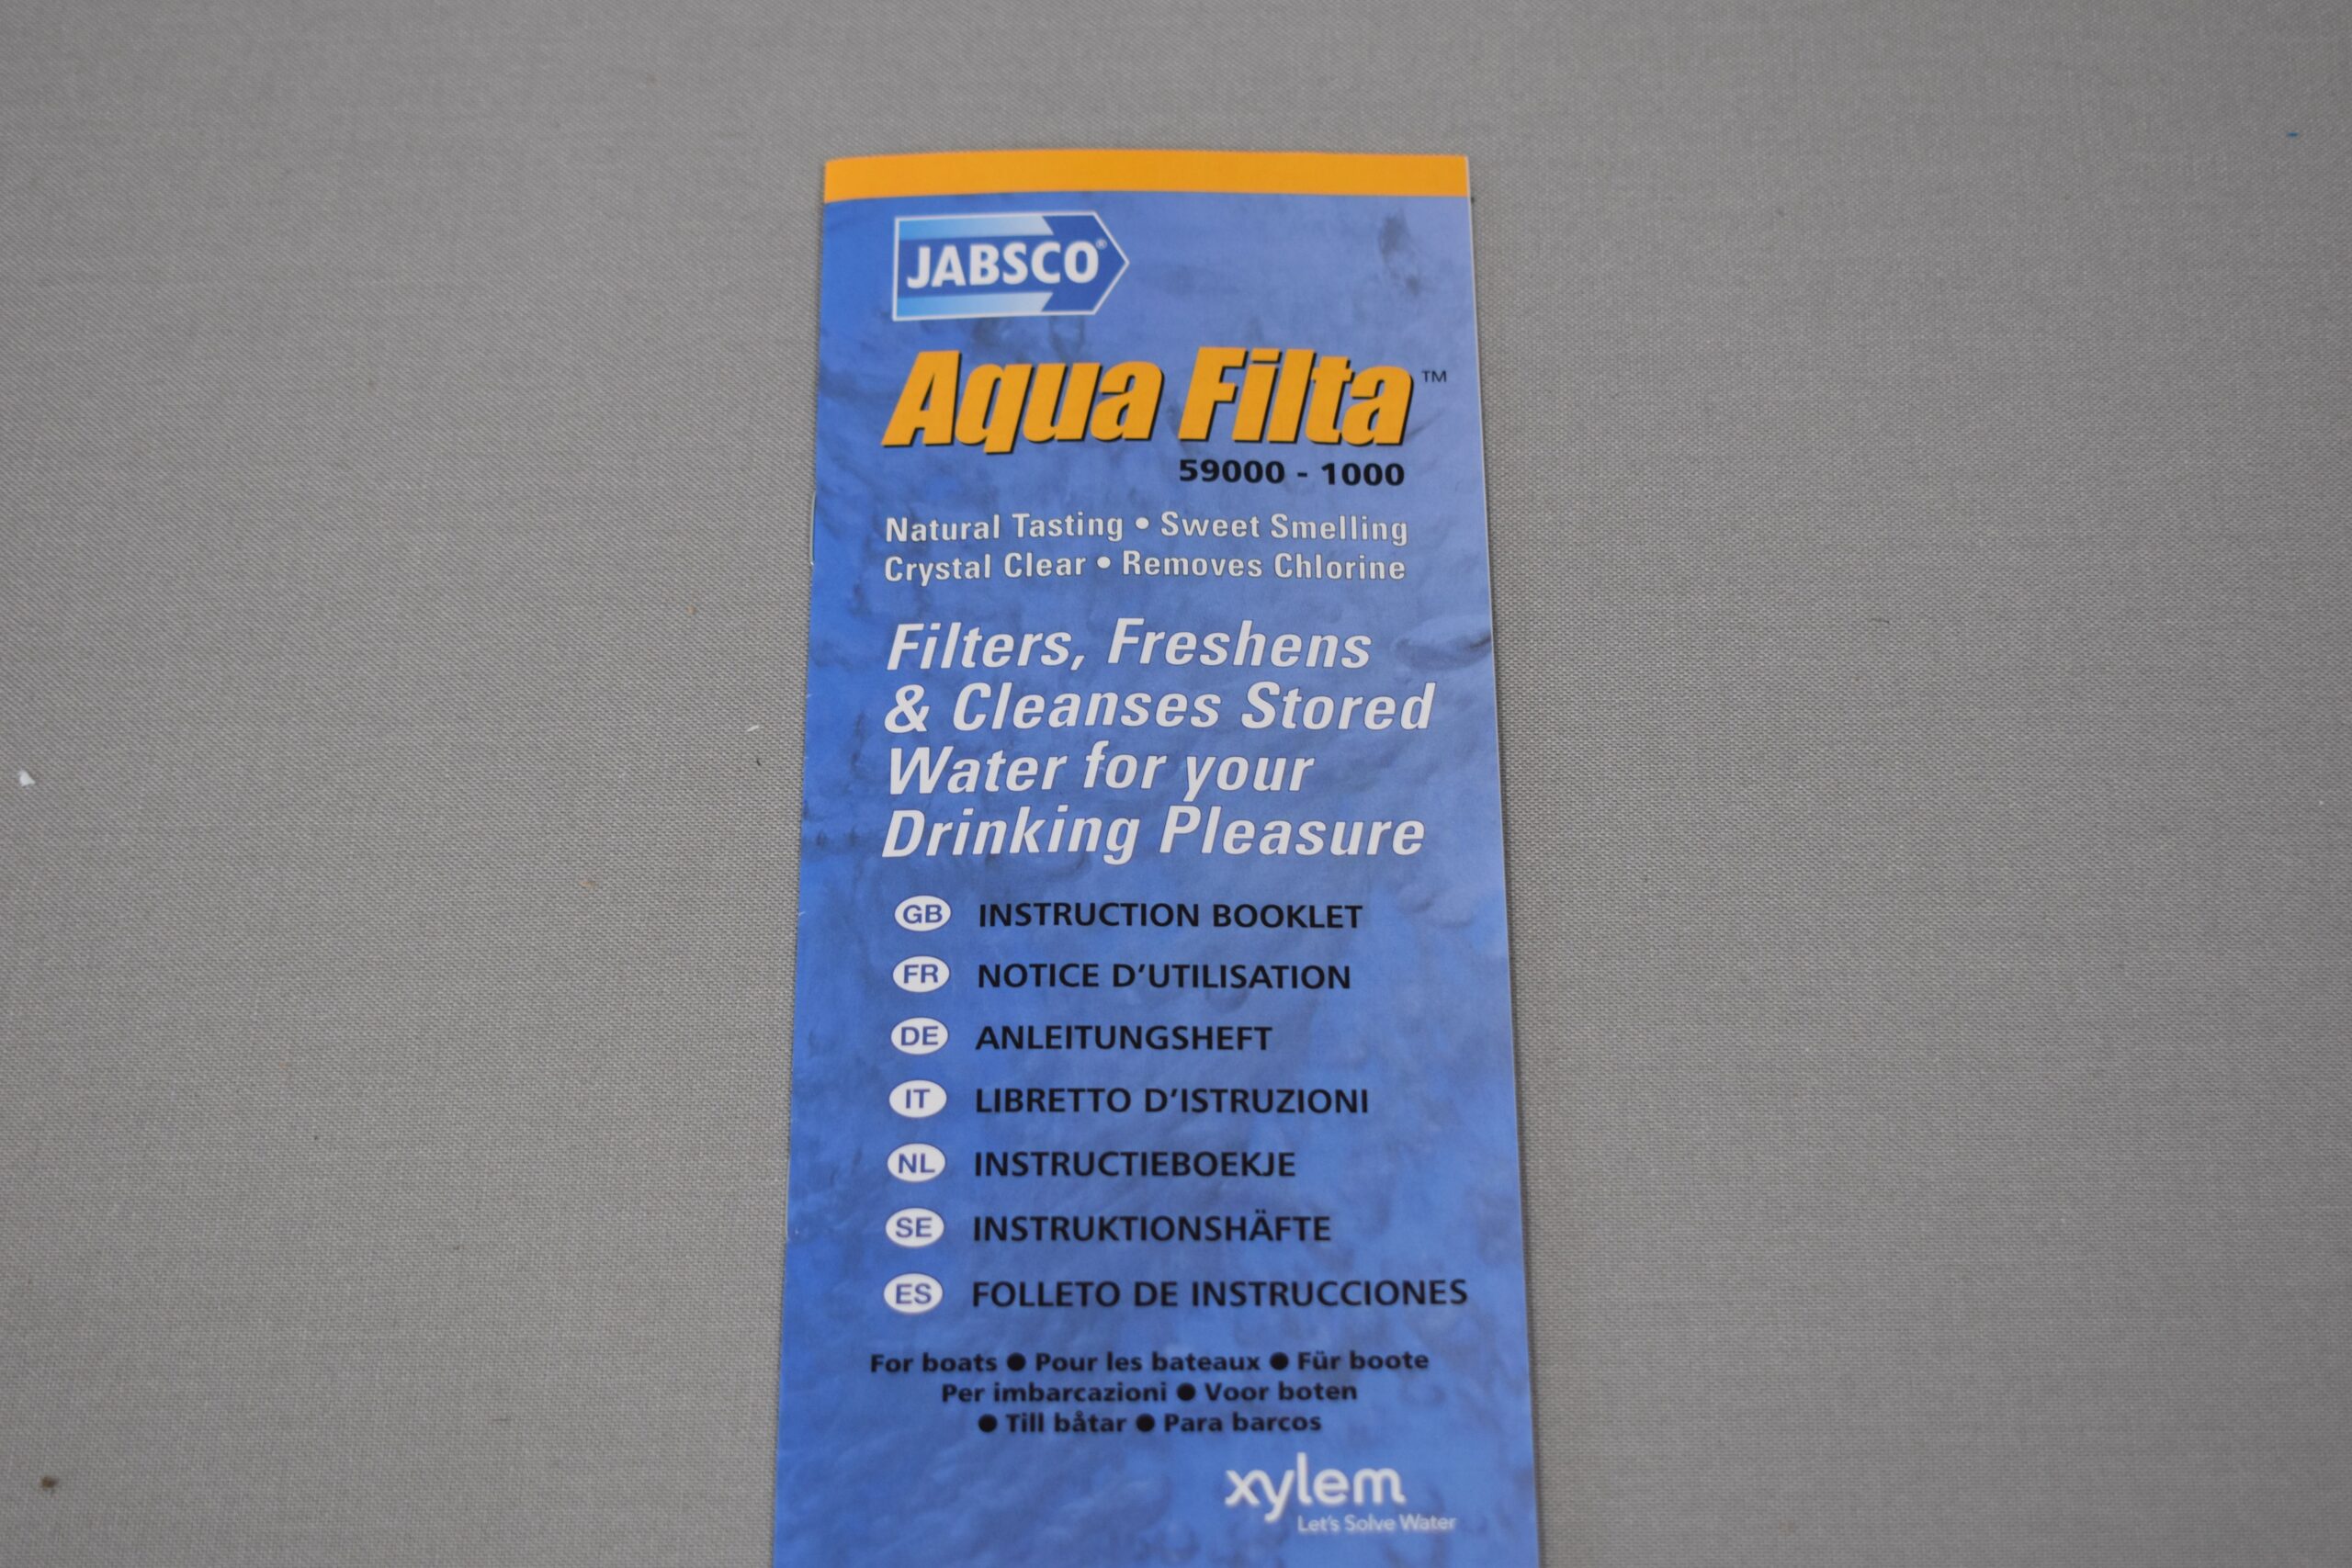 JABSCO®
Aqua Filta™
59000 - 1000
Natural Tasting • Sweet Smelling
Crystal Clear • Removes Chlorine
Filters, Freshens
& Cleanses Stored
Water for your
Drinking Pleasure
GB INSTRUCTION BOOKLET
FR NOTICE D'UTILISATION
DE ANLEITUNGSHEFT
IT LIBRETTO D'ISTRUZIONI
NL INSTRUCTIEBOEKJE
SE INSTRUKTIONSHÄFTE
ES FOLLETO DE INSTRUCCIONES
For boats ● Pour les bateaux ● Für boote
Per imbarcazioni ● Voor boten
● Till båtar ● Para barcos
xylem
Let's Solve Water